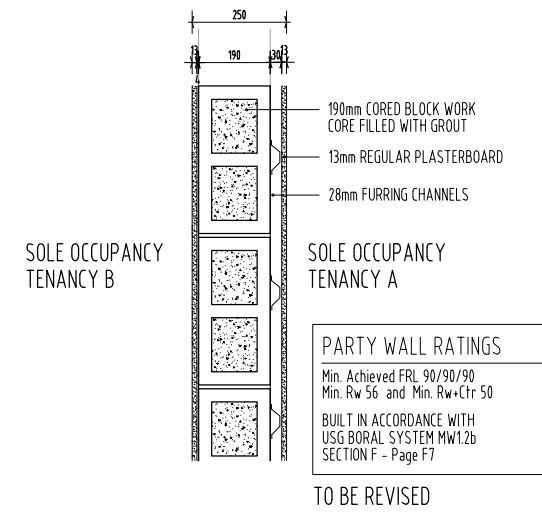 250
13 190 30 13
4
190mm CORED BLOCK WORK
CORE FILLED WITH GROUT
13mm REGULAR PLASTERBOARD
28mm FURRING CHANNELS
SOLE OCCUPANCY
TENANCY B
SOLE OCCUPANCY
TENANCY A
PARTY WALL RATINGS
Min. Achieved FRL 90/90/90
Min. Rw 56 and Min. Rw+Ctr 50
BUILT IN ACCORDANCE WITH
USG BORAL SYSTEM MW1.2b
SECTION F - Page F7
TO BE REVISED